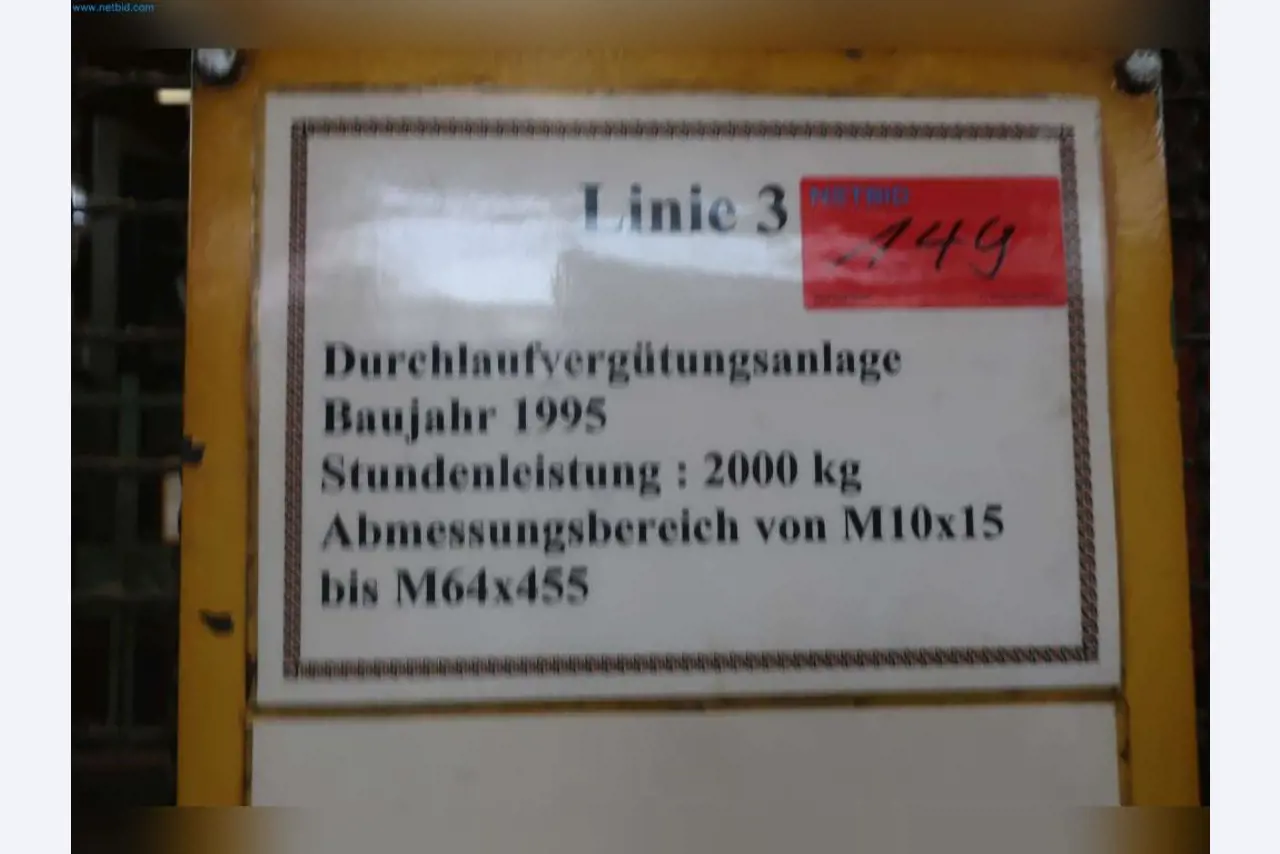 www.netbid.com
Linie 3
NETBID
149
Durchlaufvergütungsanlage
Baujahr 1995
Stundenleistung : 2000 kg
Abmessungsbereich von M10x15
bis M64x455